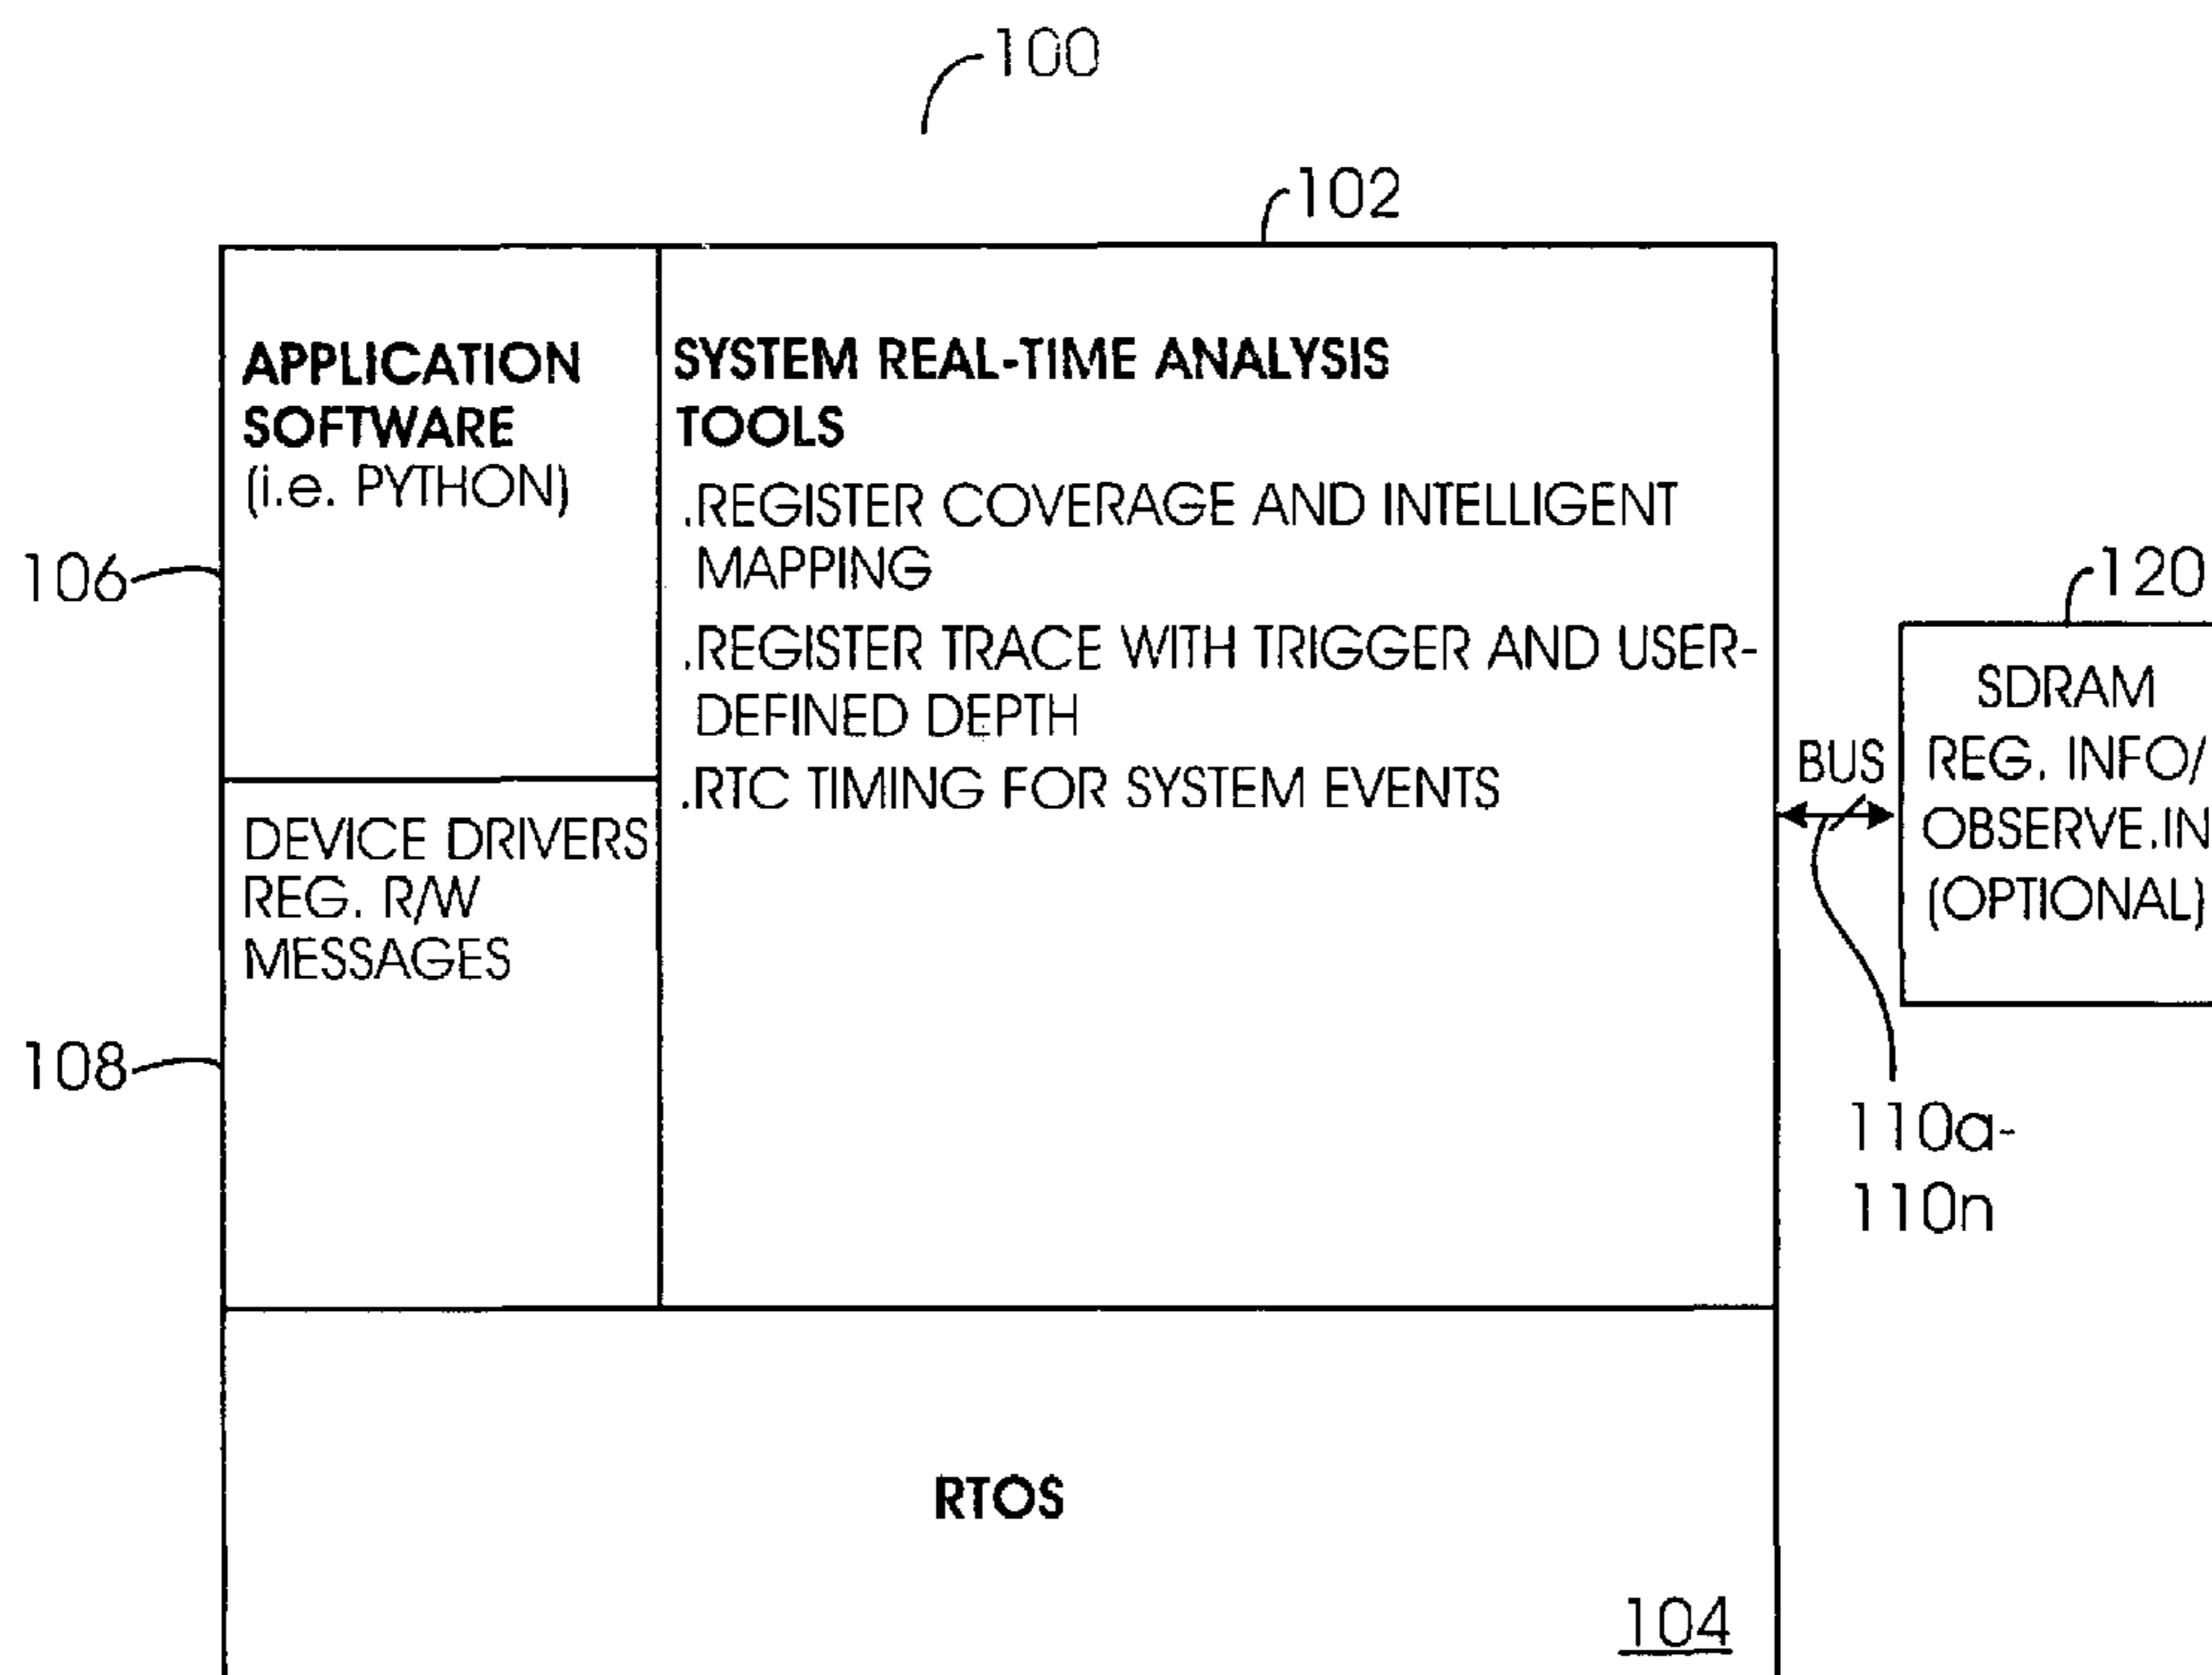 100
102
APPLICATION
SOFTWARE
(i.e. PYTHON)
SYSTEM REAL-TIME ANALYSIS
TOOLS
.REGISTER COVERAGE AND INTELLIGENT
MAPPING
.REGISTER TRACE WITH TRIGGER AND USER-
DEFINED DEPTH
.RTC TIMING FOR SYSTEM EVENTS
106
DEVICE DRIVERS
REG. R/W
MESSAGES
108
120
SDRAM
REG. INFO/
OBSERVE.IN
(OPTIONAL)
BUS
110a-
110n
RTOS
104